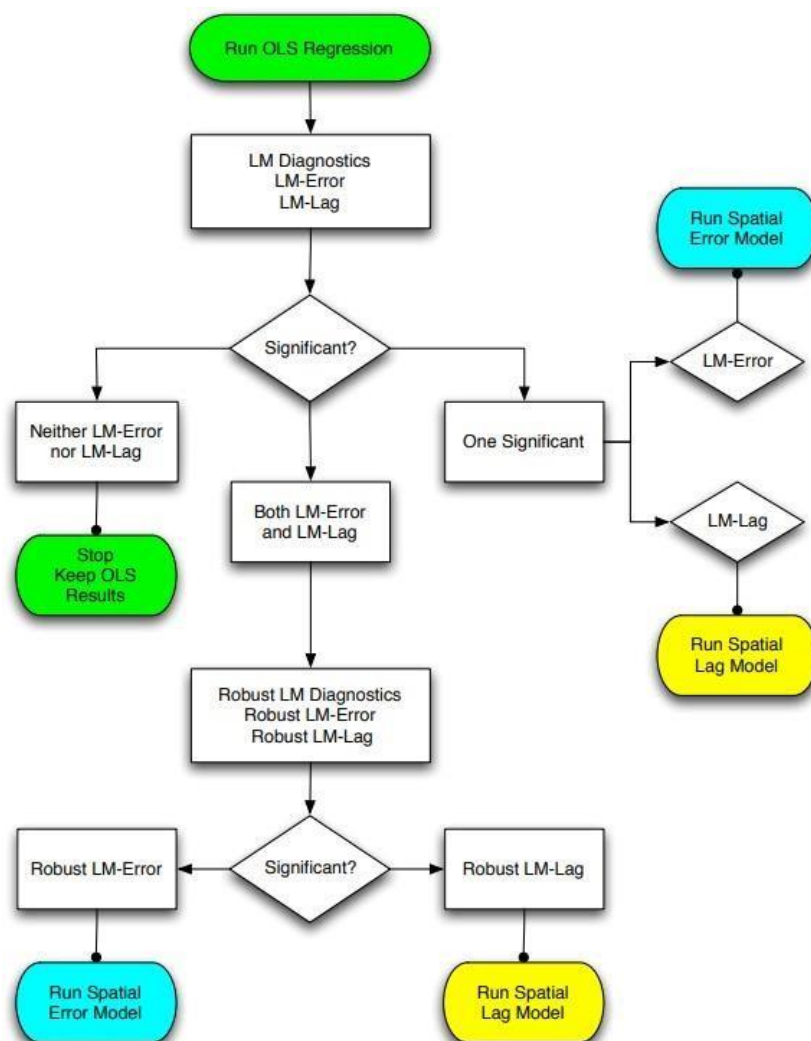 Run OLS Regression
LM Diagnostics
LM-Error
LM-Lag
Run Spatial
Error Model
Significant?
LM-Error
Neither LM-Error
nor LM-Lag
One Significant
Both LM-Error
and LM-Lag
LM-Lag
Stop
Keep OLS
Results
Run Spatial
Lag Model
Robust LM Diagnostics
Robust LM-Error
Robust LM-Lag
Robust LM-Error
Significant?
Robust LM-Lag
Run Spatial
Error Model
Run Spatial
Lag Model